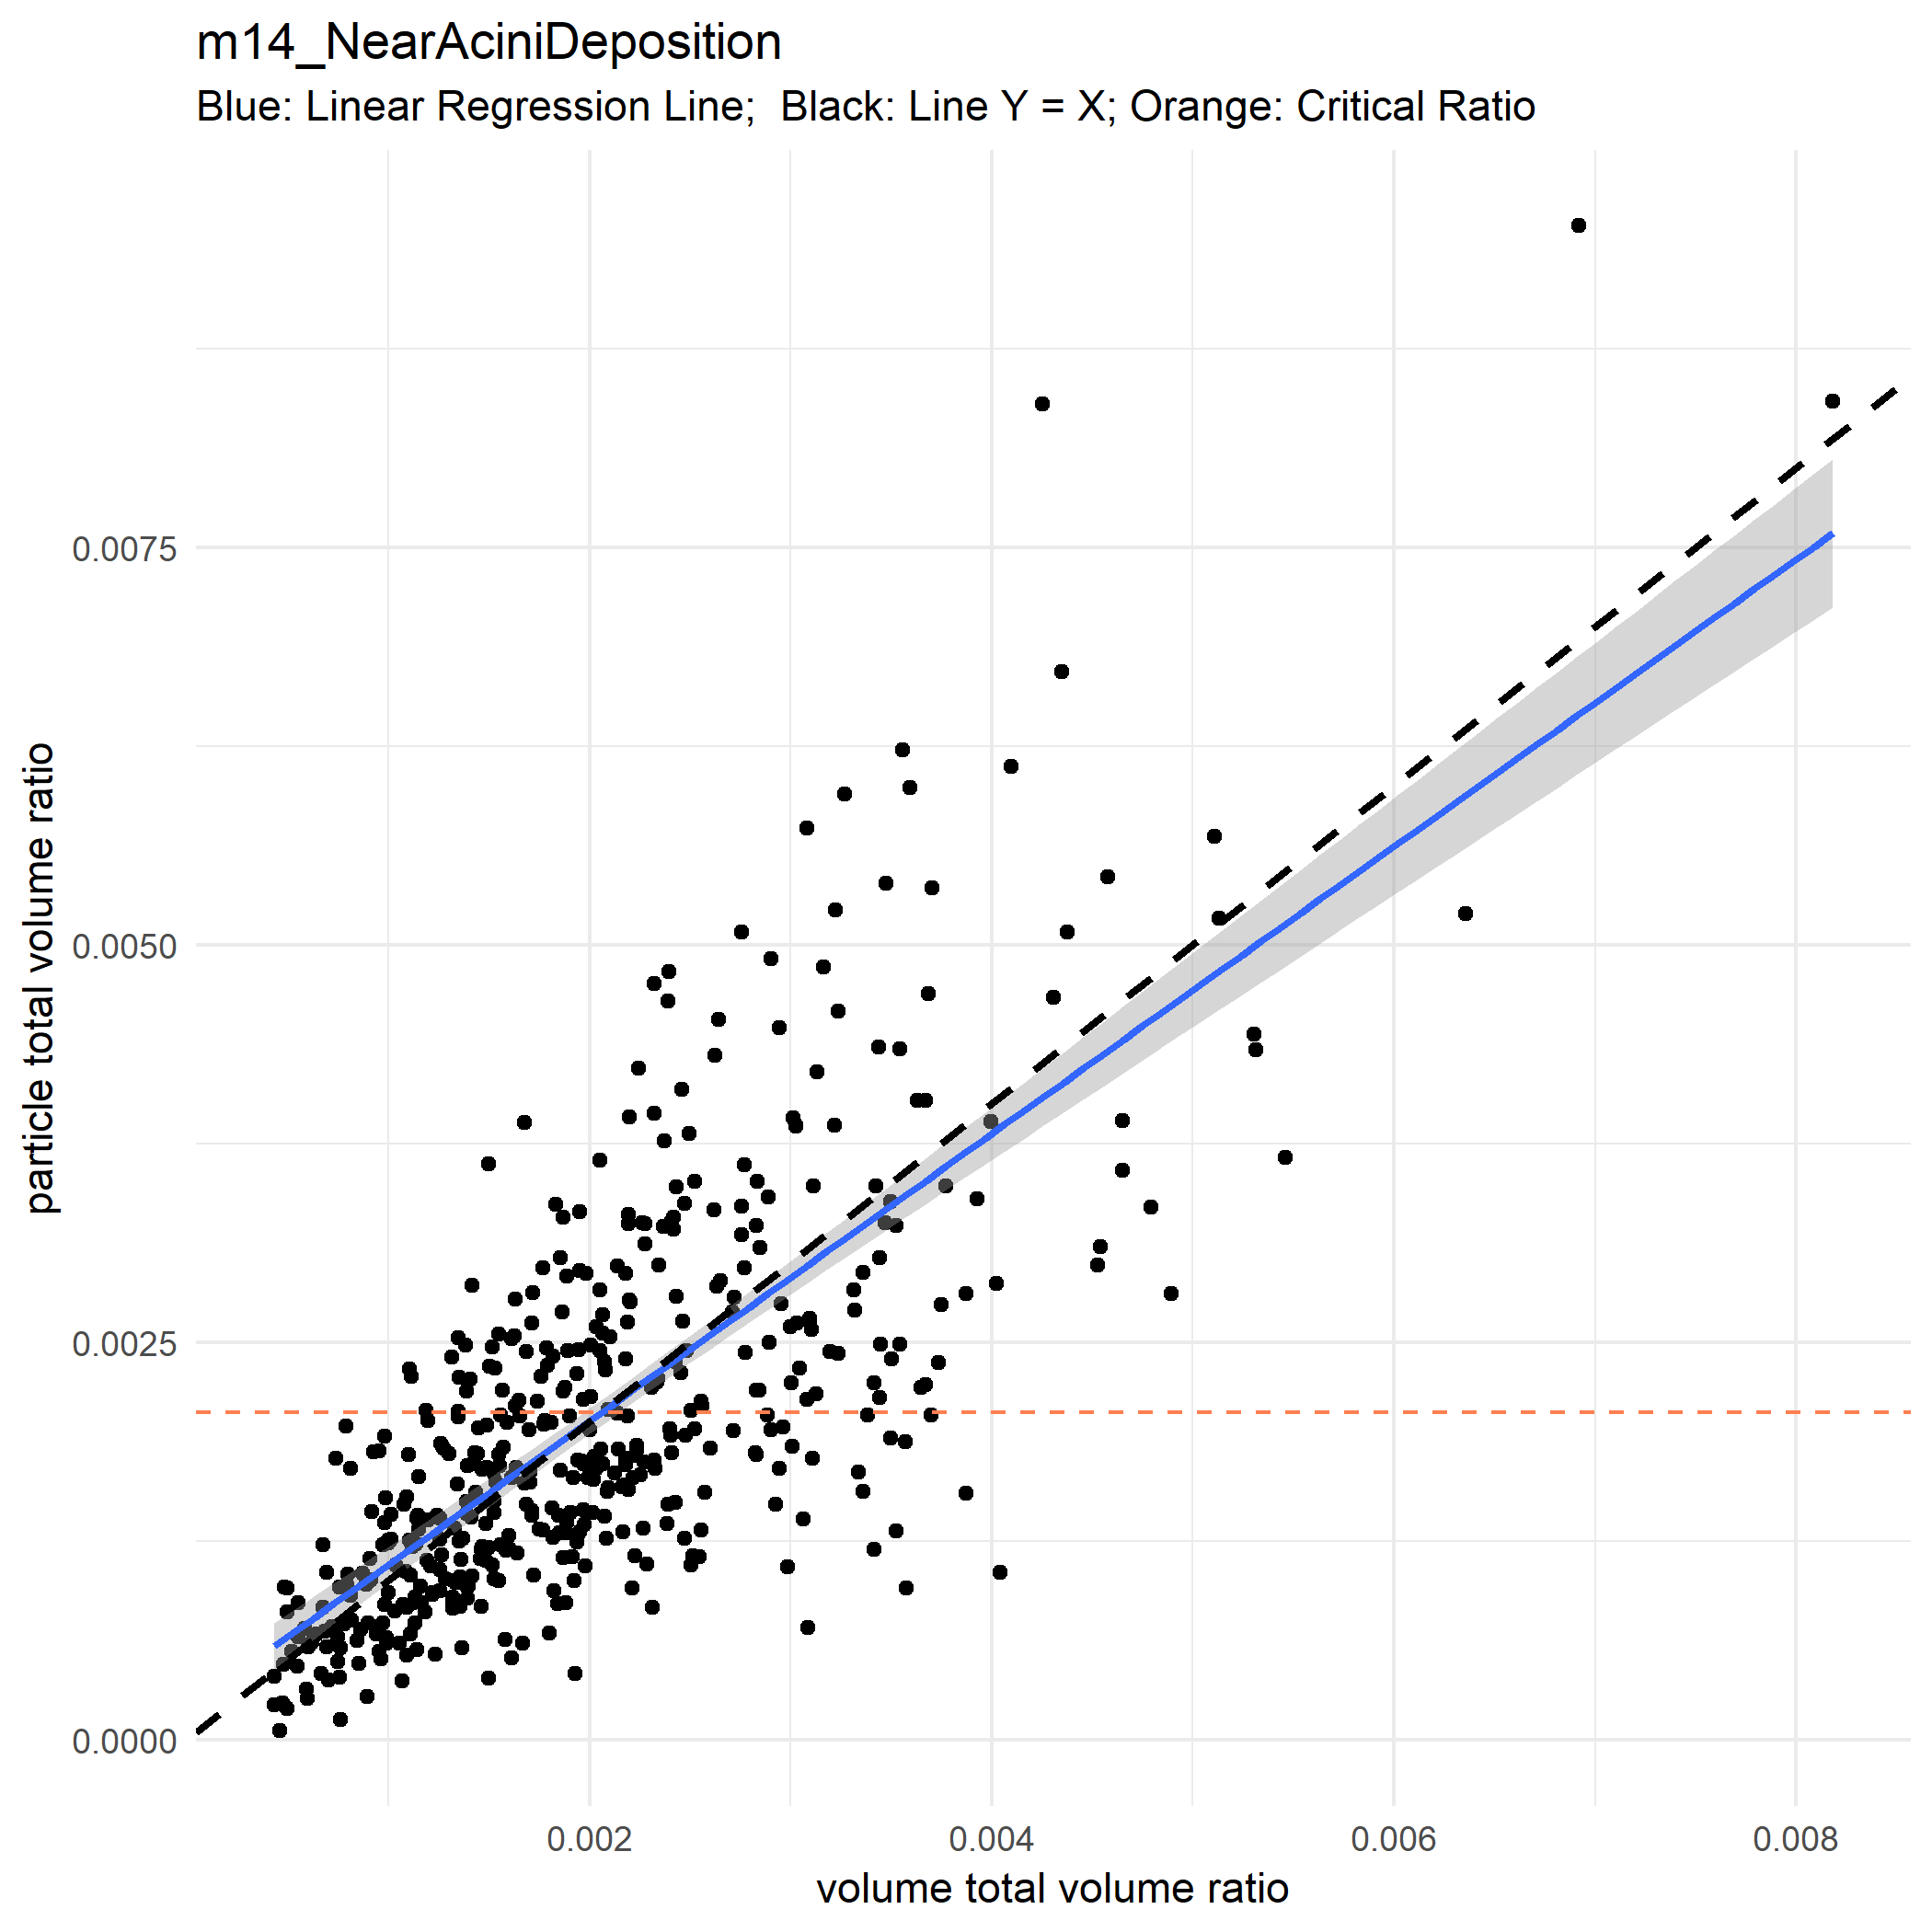 m14_NearAciniDeposition
Blue: Linear Regression Line;  Black: Line Y = X; Orange: Critical Ratio
particle total volume ratio
0.0075
0.0050
0.0025
0.0000
0.002
0.004
0.006
0.008
volume total volume ratio